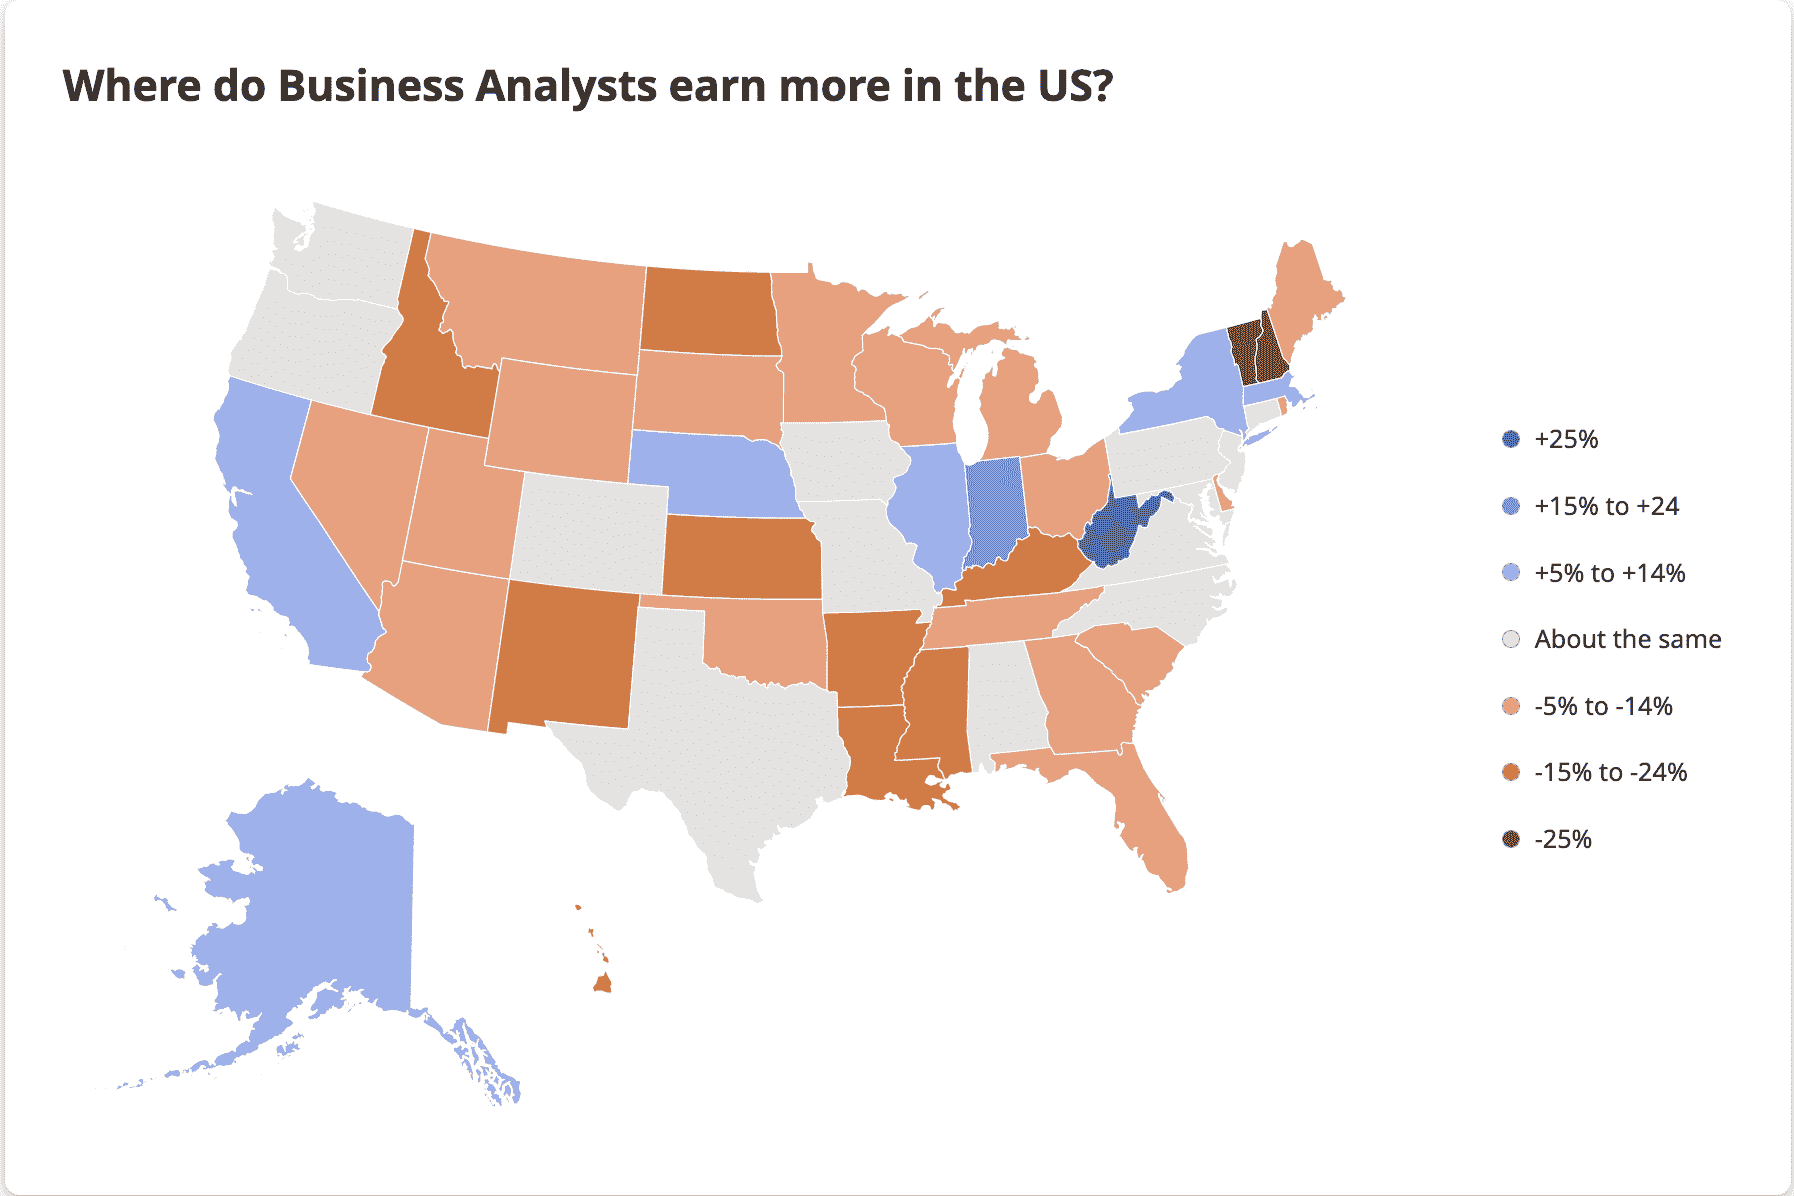 Where do Business Analysts earn more in the US?
+25%
+15% to +24
+5% to +14%
About the same
-5% to -14%
-15% to -24%
-25%